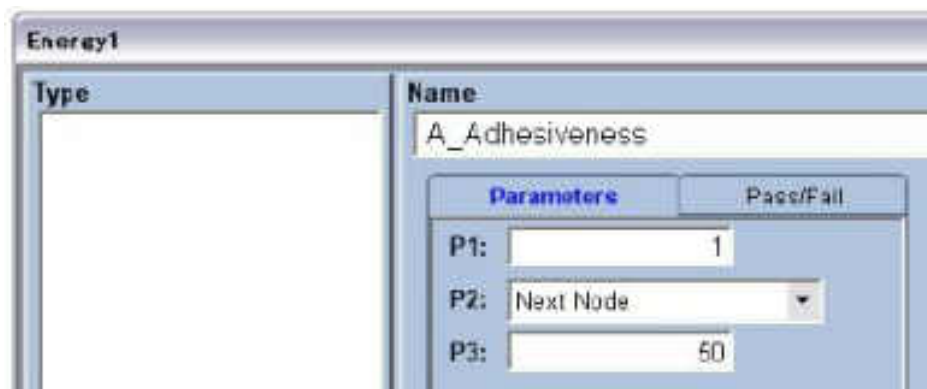 Energy1
Type
Name
A_Adhesiveness
Parameters
Pass/Fail
P1: 1
P2: Next Node
P3: 50